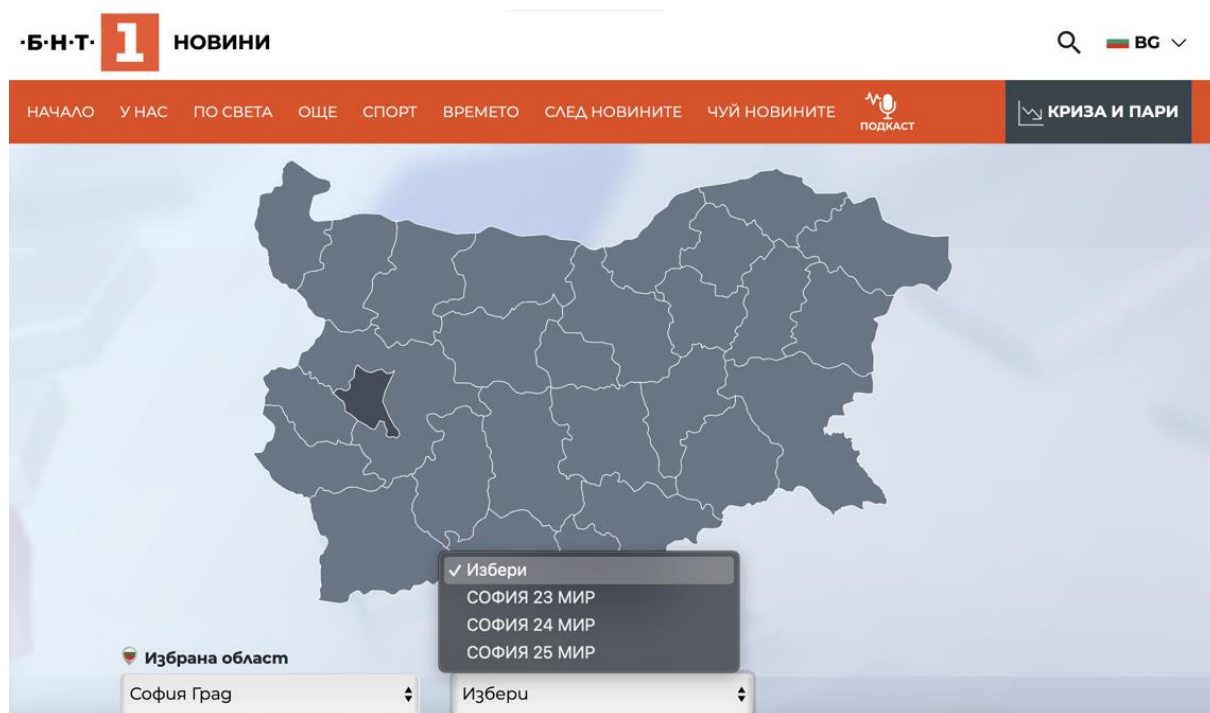 ·Б·Н·Т· 1 НОВИНИ
BG
НАЧАЛО У НАС ПО СВЕТА ОЩЕ СПОРТ ВРЕМЕТО СЛЕД НОВИНИТЕ ЧУЙ НОВИНИТЕ ПОДКАСТ КРИЗА И ПАРИ
✓ Избери
СОФИЯ 23 МИР
СОФИЯ 24 МИР
СОФИЯ 25 МИР
Избрана област
София Град Избери